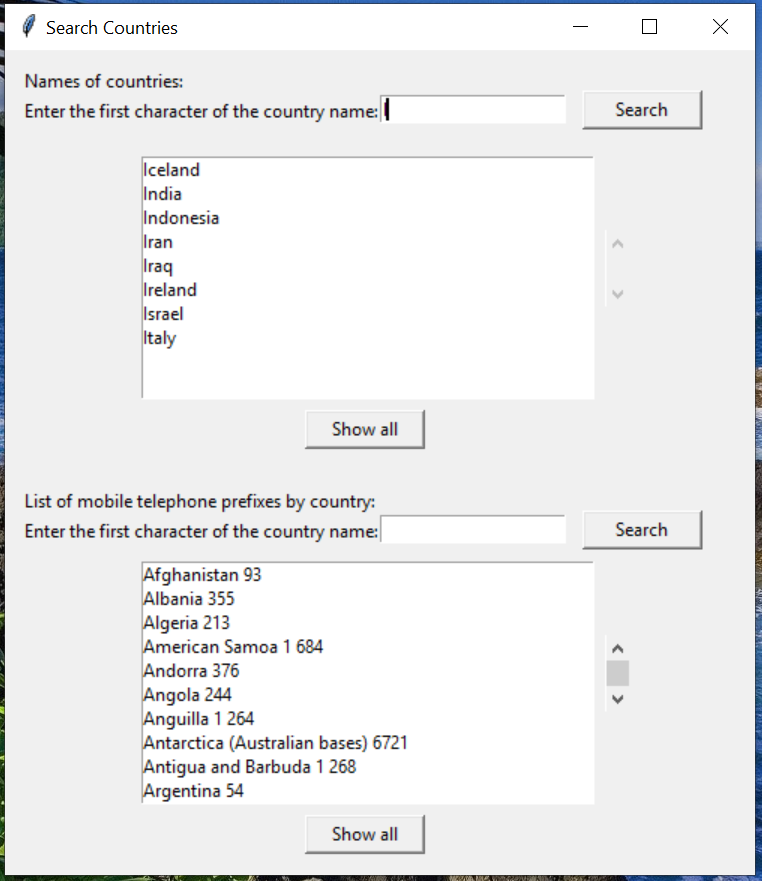 Search Countries
Names of countries:
Enter the first character of the country name: I Search
Iceland
India
Indonesia
Iran
Iraq
Ireland
Israel
Italy
Show all
List of mobile telephone prefixes by country:
Enter the first character of the country name: Search
Afghanistan 93
Albania 355
Algeria 213
American Samoa 1 684
Andorra 376
Angola 244
Anguilla 1 264
Antarctica (Australian bases) 6721
Antigua and Barbuda 1 268
Argentina 54
Show all